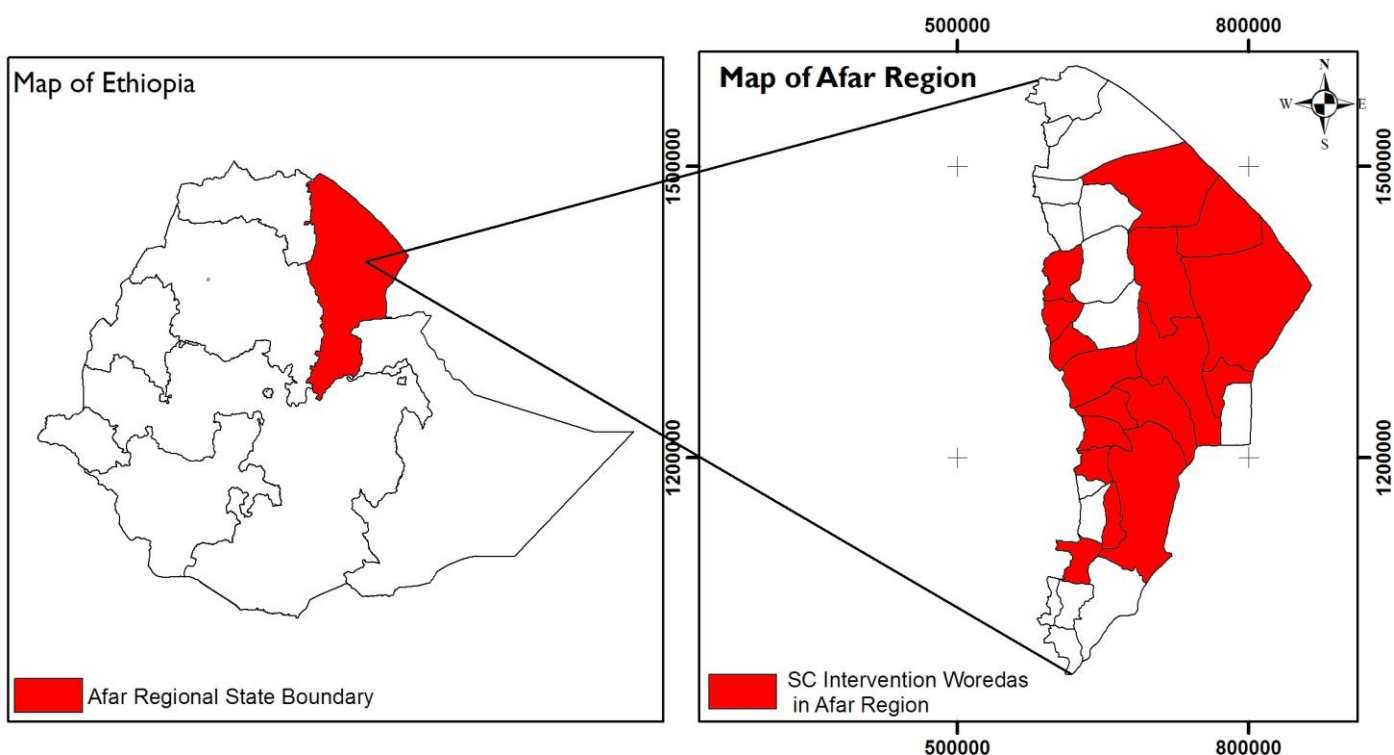 Map of Ethiopia
Afar Regional State Boundary
500000
800000
Map of Afar Region
N
W
E
S
1500000
1500000
1200000
1200000
SC Intervention Woredas
in Afar Region
500000
800000